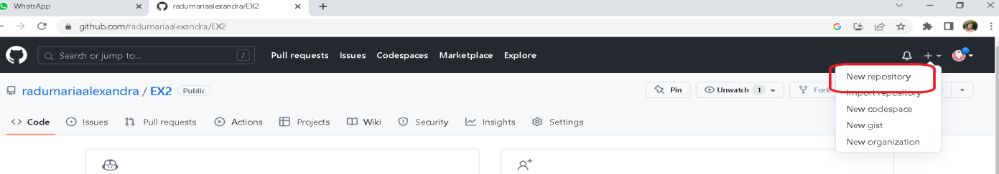 WhatsApp
radumariaalexandra/EX2
github.com/radumariaalexandra/EX2
Search or jump to... /
Pull requests Issues Codespaces Marketplace Explore
New repository
Import repository
New codespace
New gist
New organization
radumariaalexandra / EX2 Public
Pin Unwatch 1 Fork
Code Issues Pull requests Actions Projects Wiki Security Insights Settings